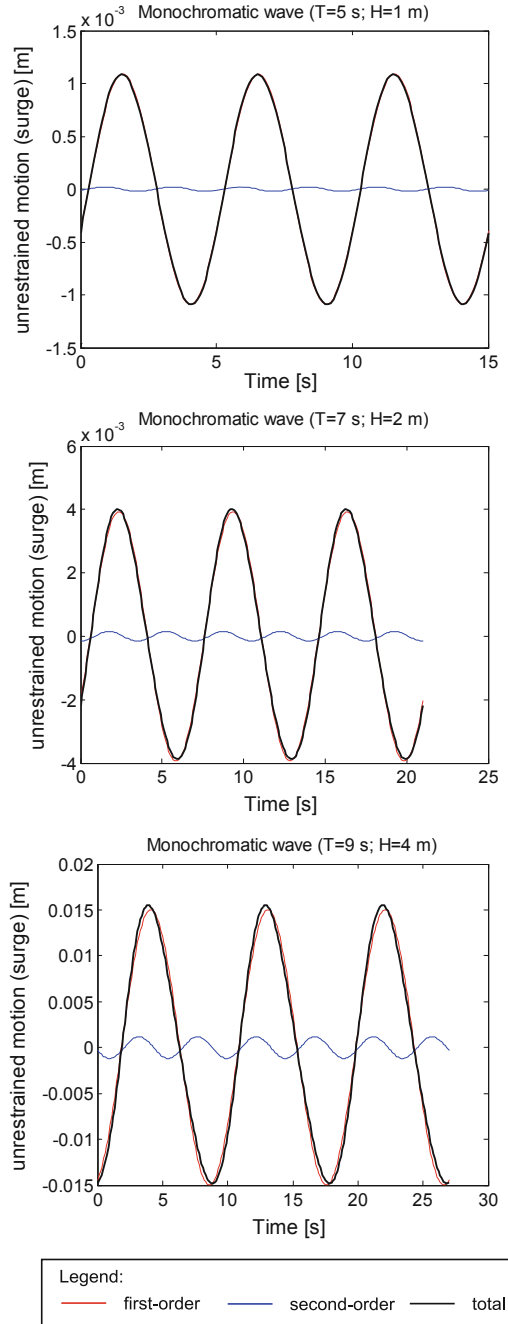 Monochromatic wave (T=5 s; H=1 m)
x 10⁻³
unrestrained motion (surge) [m]
1.5
1
0.5
0
-0.5
-1
-1.5
0 5 10 15
Time [s]
Monochromatic wave (T=7 s; H=2 m)
x 10⁻³
unrestrained motion (surge) [m]
6
4
2
0
-2
-4
0 5 10 15 20 25
Time [s]
Monochromatic wave (T=9 s; H=4 m)
unrestrained motion (surge) [m]
0.02
0.015
0.01
0.005
0
-0.005
-0.01
-0.015
0 5 10 15 20 25 30
Time [s]
Legend:
first-order second-order total